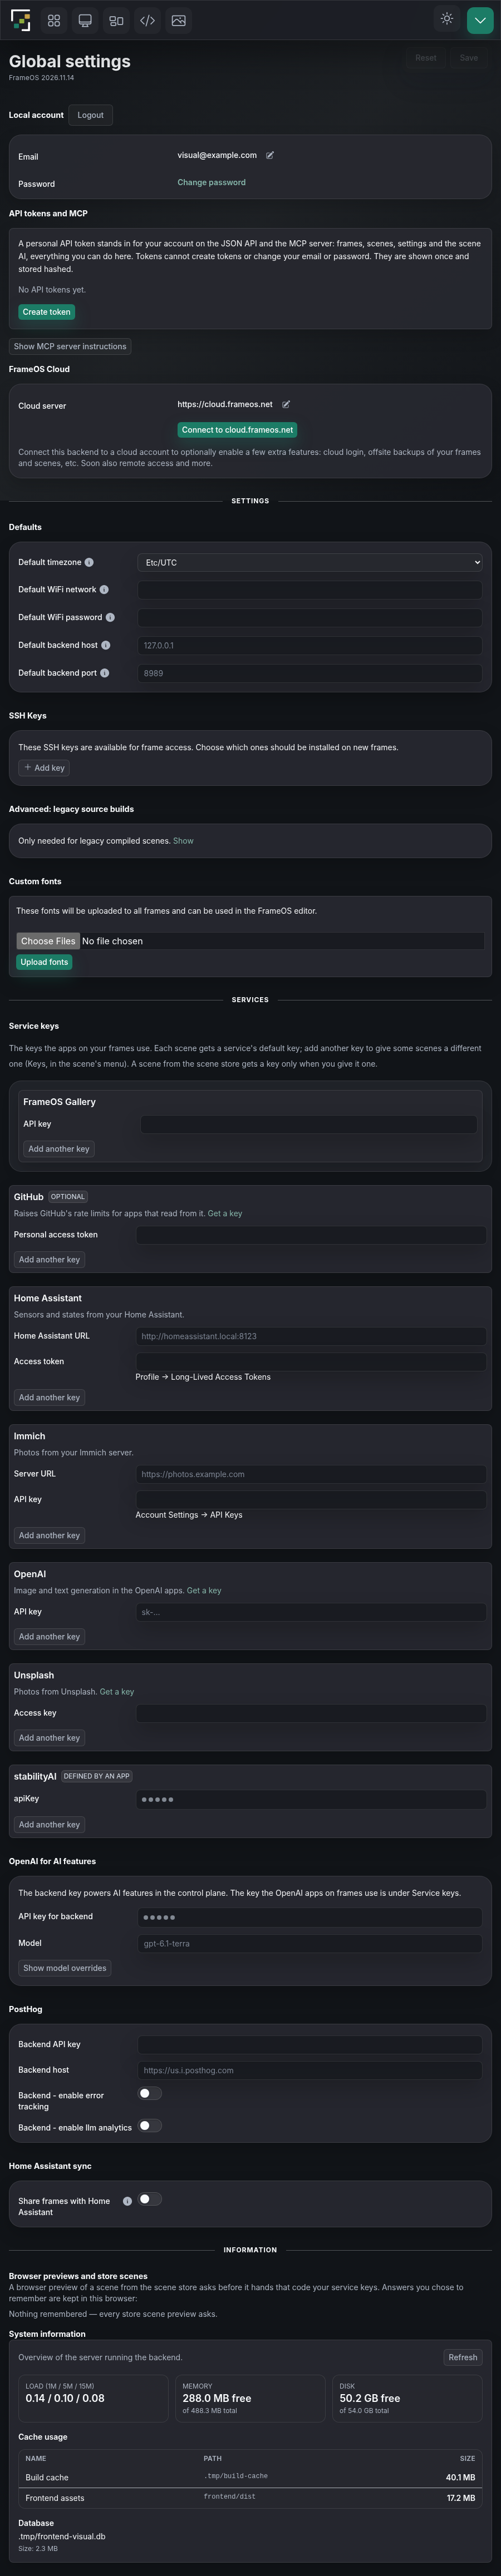 Global settings
FrameOS 2026.11.14
Reset
Save
Local account
Logout
Email
visual@example.com
Password
Change password
API tokens and MCP
A personal API token stands in for your account on the JSON API and the MCP server: frames, scenes, settings and the scene
AI, everything you can do here. Tokens cannot create tokens or change your email or password. They are shown once and
stored hashed.
No API tokens yet.
Create token
Show MCP server instructions
FrameOS Cloud
Cloud server
https://cloud.frameos.net
Connect to cloud.frameos.net
Connect this backend to a cloud account to optionally enable a few extra features: cloud login, offsite backups of your frames
and scenes, etc. Soon also remote access and more.
SETTINGS
Defaults
Default timezone
Etc/UTC
Default WiFi network
Default WiFi password
Default backend host
127.0.0.1
Default backend port
8989
SSH Keys
These SSH keys are available for frame access. Choose which ones should be installed on new frames.
Add key
Advanced: legacy source builds
Only needed for legacy compiled scenes. Show
Custom fonts
These fonts will be uploaded to all frames and can be used in the FrameOS editor.
Choose Files No file chosen
Upload fonts
SERVICES
Service keys
The keys the apps on your frames use. Each scene gets a service's default key; add another key to give some scenes a different
one (Keys, in the scene's menu). A scene from the scene store gets a key only when you give it one.
FrameOS Gallery
API key
Add another key
GitHub OPTIONAL
Raises GitHub's rate limits for apps that read from it. Get a key
Personal access token
Add another key
Home Assistant
Sensors and states from your Home Assistant.
Home Assistant URL
http://homeassistant.local:8123
Access token
Profile → Long-Lived Access Tokens
Add another key
Immich
Photos from your Immich server.
Server URL
https://photos.example.com
API key
Account Settings → API Keys
Add another key
OpenAI
Image and text generation in the OpenAI apps. Get a key
API key
sk-...
Add another key
Unsplash
Photos from Unsplash. Get a key
Access key
Add another key
stabilityAI DEFINED BY AN APP
apiKey
Add another key
OpenAI for AI features
The backend key powers AI features in the control plane. The key the OpenAI apps on frames use is under Service keys.
API key for backend
Model
gpt-6.1-terra
Show model overrides
PostHog
Backend API key
Backend host
https://us.i.posthog.com
Backend - enable error
tracking
Backend - enable llm analytics
Home Assistant sync
Share frames with Home
Assistant
INFORMATION
Browser previews and store scenes
A browser preview of a scene from the scene store asks before it hands that code your service keys. Answers you chose to
remember are kept in this browser:
Nothing remembered — every store scene preview asks.
System information
Overview of the server running the backend.
Refresh
LOAD (1M / 5M / 15M)
0.14 / 0.10 / 0.08
MEMORY
288.0 MB free
of 488.3 MB total
DISK
50.2 GB free
of 54.0 GB total
Cache usage
NAME PATH SIZE
Build cache .tmp/build-cache 40.1 MB
Frontend assets frontend/dist 17.2 MB
Database
.tmp/frontend-visual.db
Size: 2.3 MB